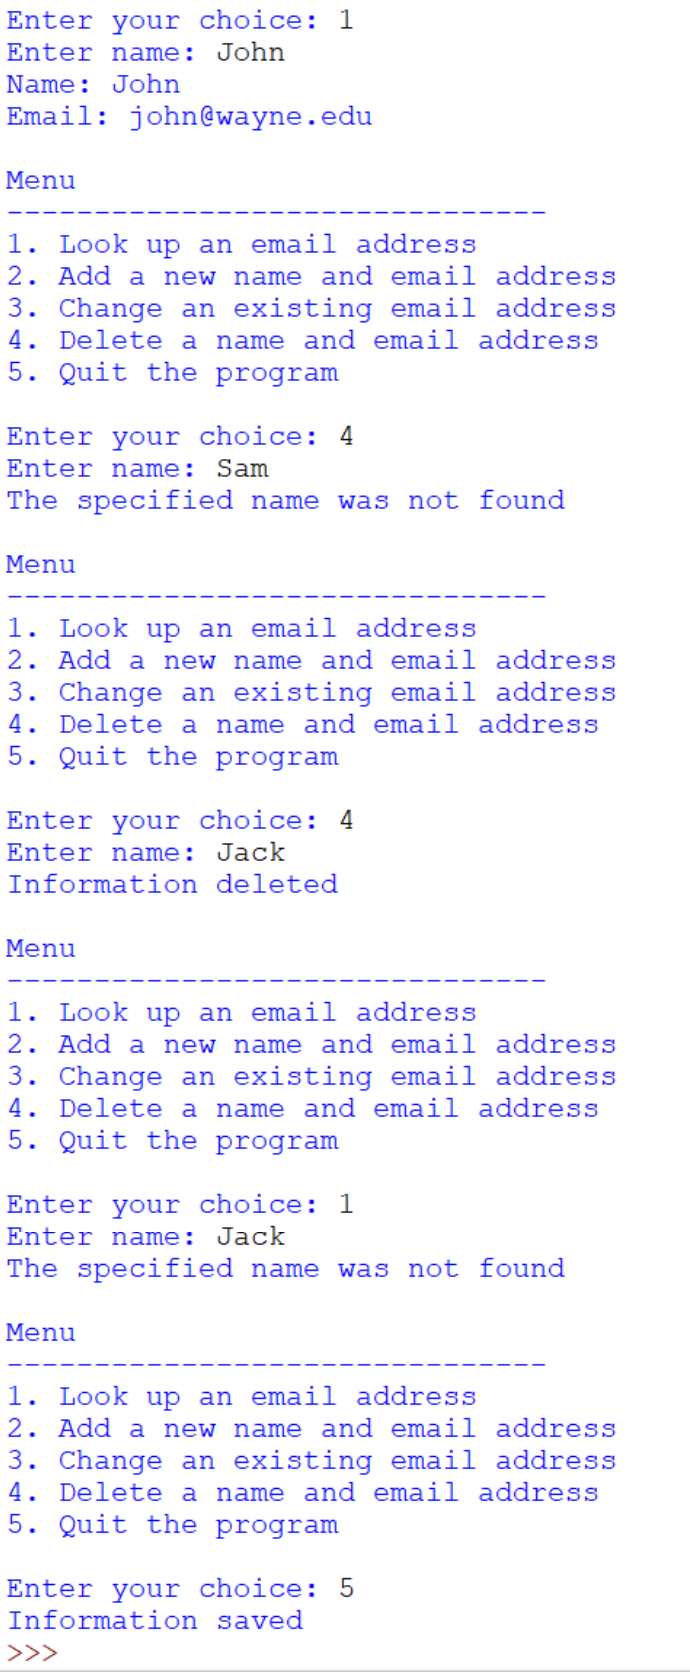 Enter your choice: 1
Enter name: John
Name: John
Email: john@wayne.edu
Menu
-------------------------------
1. Look up an email address
2. Add a new name and email address
3. Change an existing email address
4. Delete a name and email address
5. Quit the program
Enter your choice: 4
Enter name: Sam
The specified name was not found
Menu
-------------------------------
1. Look up an email address
2. Add a new name and email address
3. Change an existing email address
4. Delete a name and email address
5. Quit the program
Enter your choice: 4
Enter name: Jack
Information deleted
Menu
-------------------------------
1. Look up an email address
2. Add a new name and email address
3. Change an existing email address
4. Delete a name and email address
5. Quit the program
Enter your choice: 1
Enter name: Jack
The specified name was not found
Menu
-------------------------------
1. Look up an email address
2. Add a new name and email address
3. Change an existing email address
4. Delete a name and email address
5. Quit the program
Enter your choice: 5
Information saved
>>>